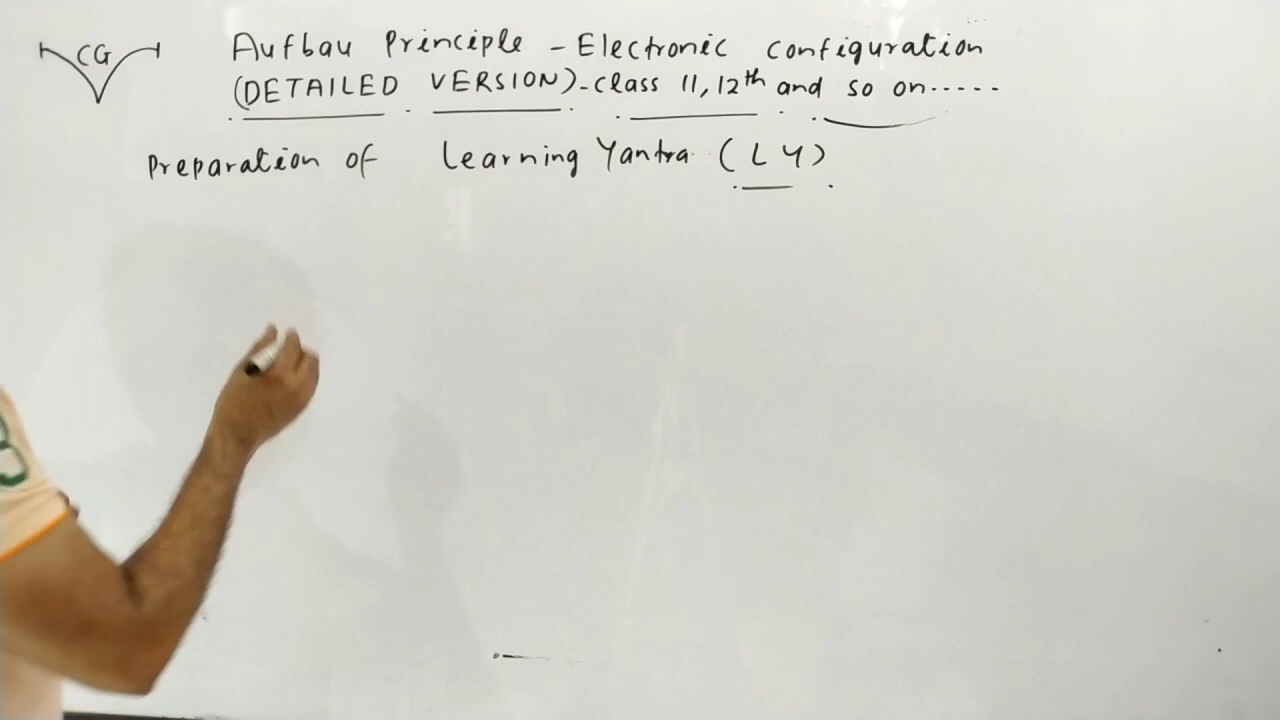 CG
Aufbau Principle - Electronic configuration
(DETAILED VERSION)-class 11,12th and so on.....
Preparation of Learning Yantra (LY)